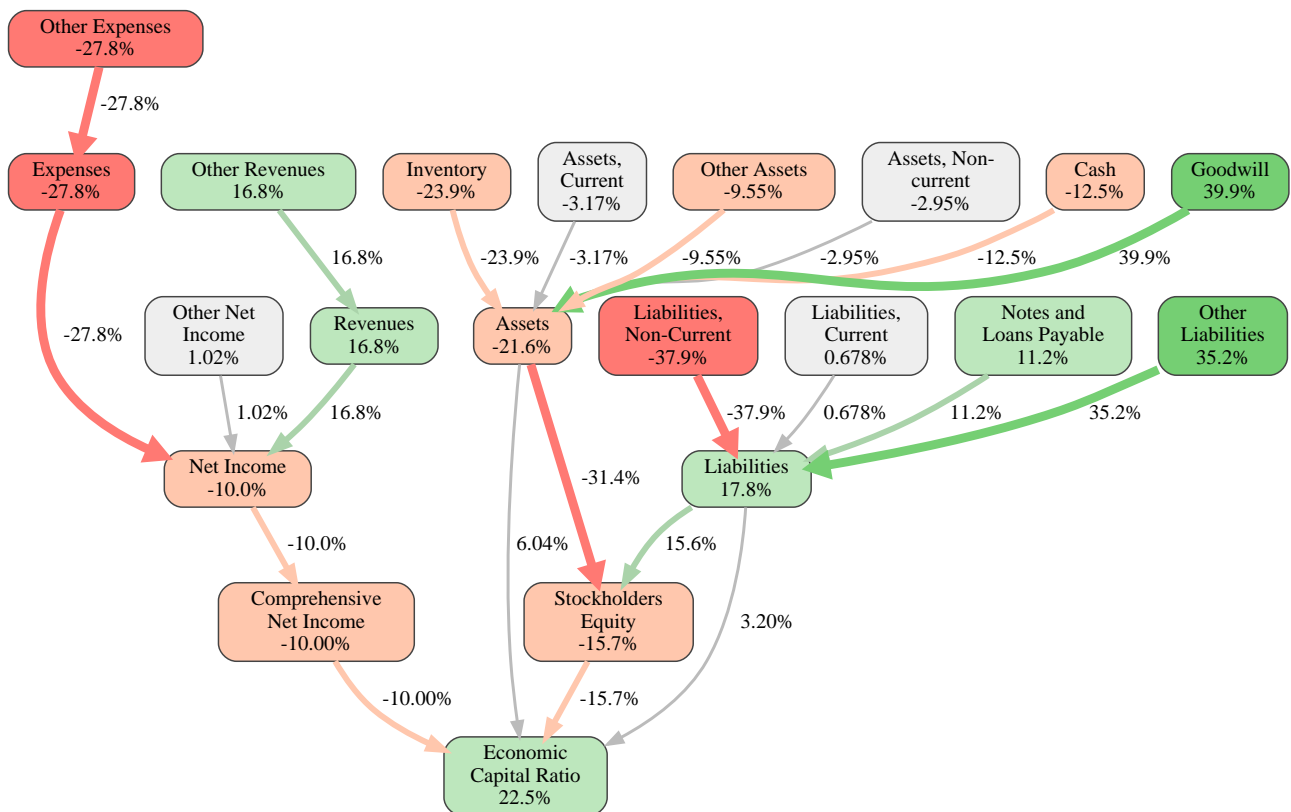 Other Expenses
-27.8%
-27.8%
Expenses
-27.8%
Other Revenues
16.8%
Inventory
-23.9%
Assets,
Current
-3.17%
Other Assets
-9.55%
Assets, Non-
current
-2.95%
Cash
-12.5%
Goodwill
39.9%
16.8%
-23.9%
-3.17%
-9.55%
-2.95%
-12.5%
39.9%
-27.8%
Other Net
Income
1.02%
Revenues
16.8%
Assets
-21.6%
Liabilities,
Non-Current
-37.9%
Liabilities,
Current
0.678%
Notes and
Loans Payable
11.2%
Other
Liabilities
35.2%
1.02%
16.8%
-37.9%
0.678%
11.2%
35.2%
Net Income
-10.0%
-31.4%
Liabilities
17.8%
-10.0%
6.04%
15.6%
Comprehensive
Net Income
-10.00%
Stockholders
Equity
-15.7%
3.20%
-10.00%
-15.7%
Economic
Capital Ratio
22.5%